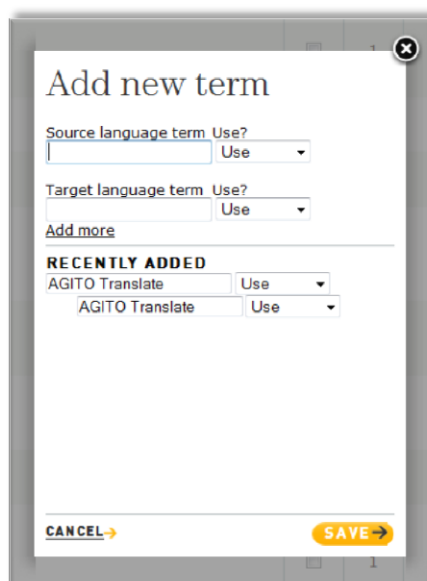 1
Add new term
Source language term Use?
Use
Target language term Use?
Use
Add more
RECENTLY ADDED
AGITO Translate Use
AGITO Translate Use
CANCEL
SAVE
1